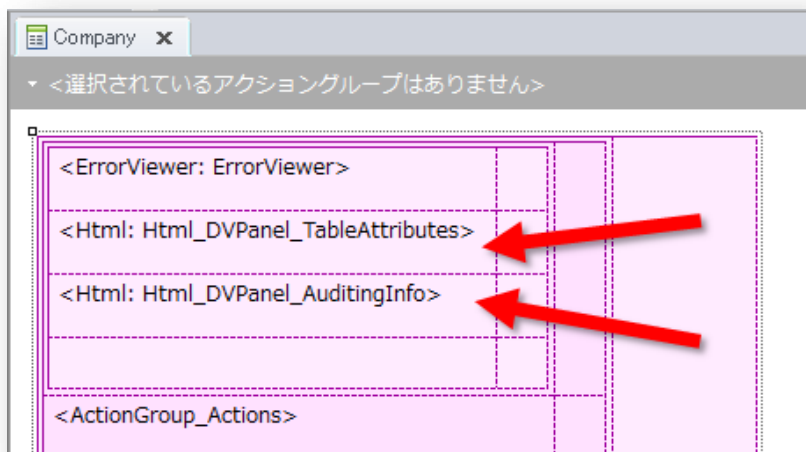 Company
<選択されているアクショングループはありません>
<ErrorViewer: ErrorViewer>
<Html: Html_DVPanel_TableAttributes>
<Html: Html_DVPanel_AuditingInfo>
<ActionGroup_Actions>